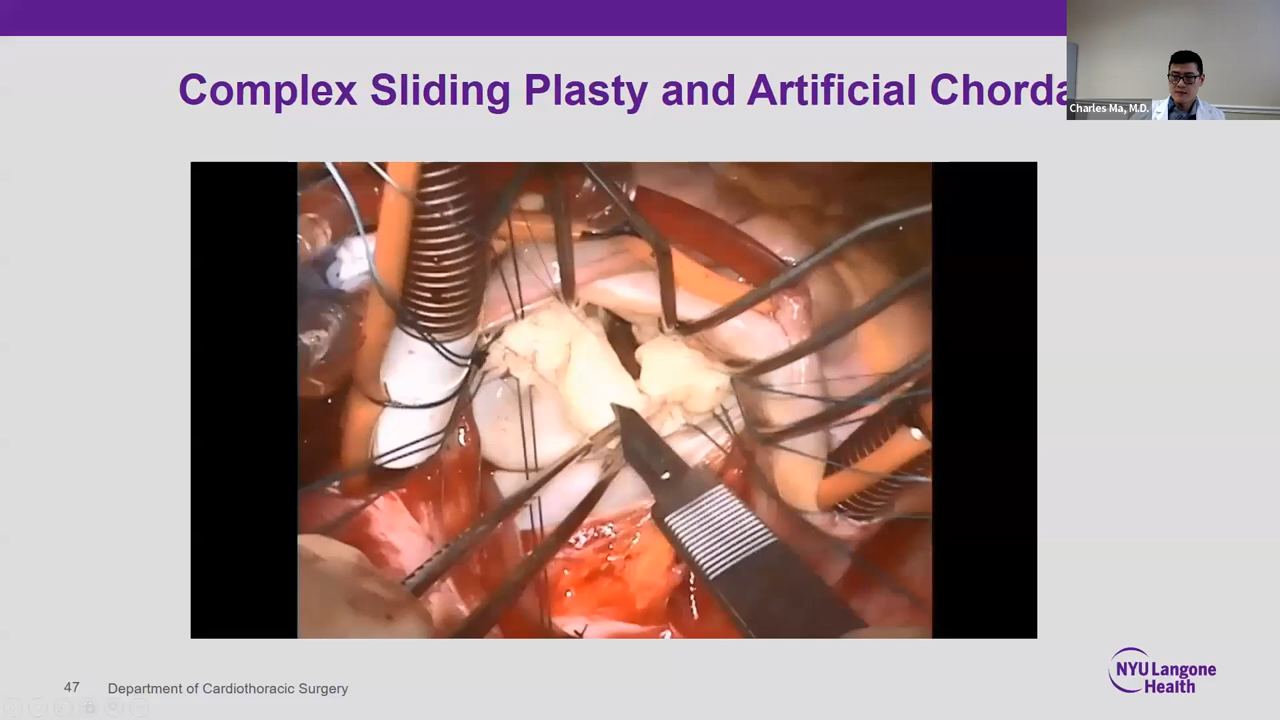 Complex Sliding Plasty and Artificial Chorda
Charles Ma, M.D.
47
Department of Cardiothoracic Surgery
NYU Langone
Health